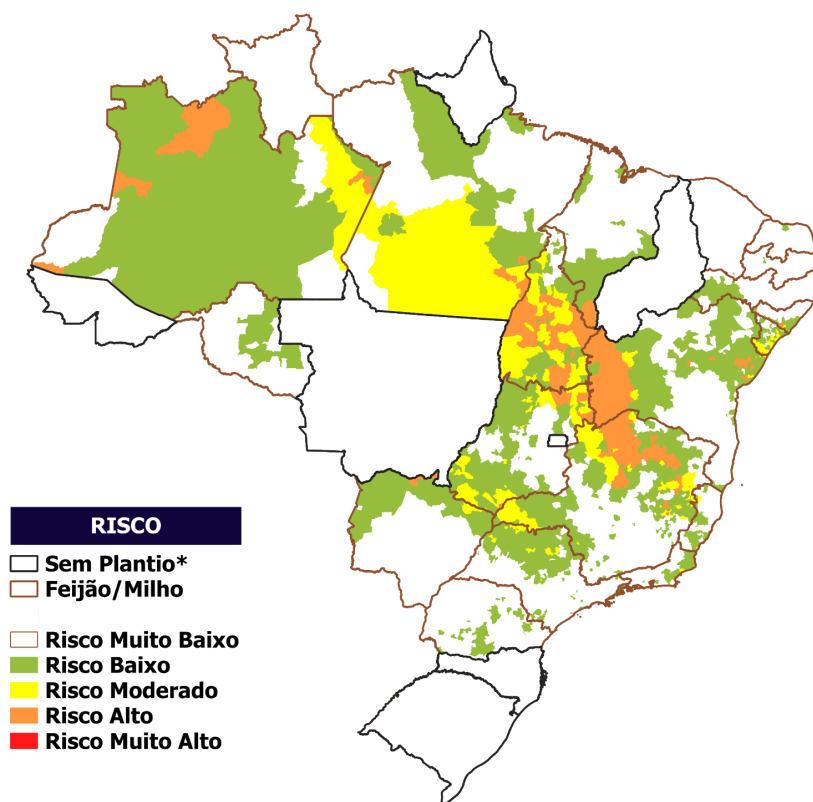 RISCO
Sem Plantio*
Feijão/Milho
Risco Muito Baixo
Risco Baixo
Risco Moderado
Risco Alto
Risco Muito Alto